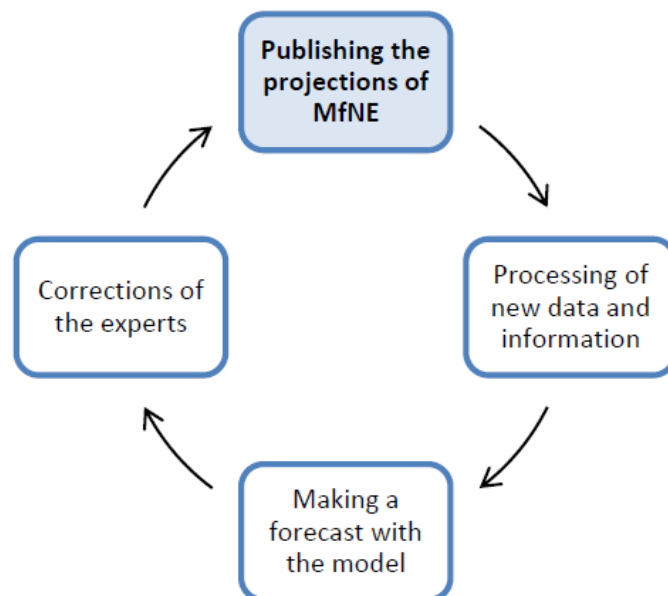 Publishing the
projections of
MfNE
Processing of
new data and
information
Making a
forecast with
the model
Corrections of
the experts